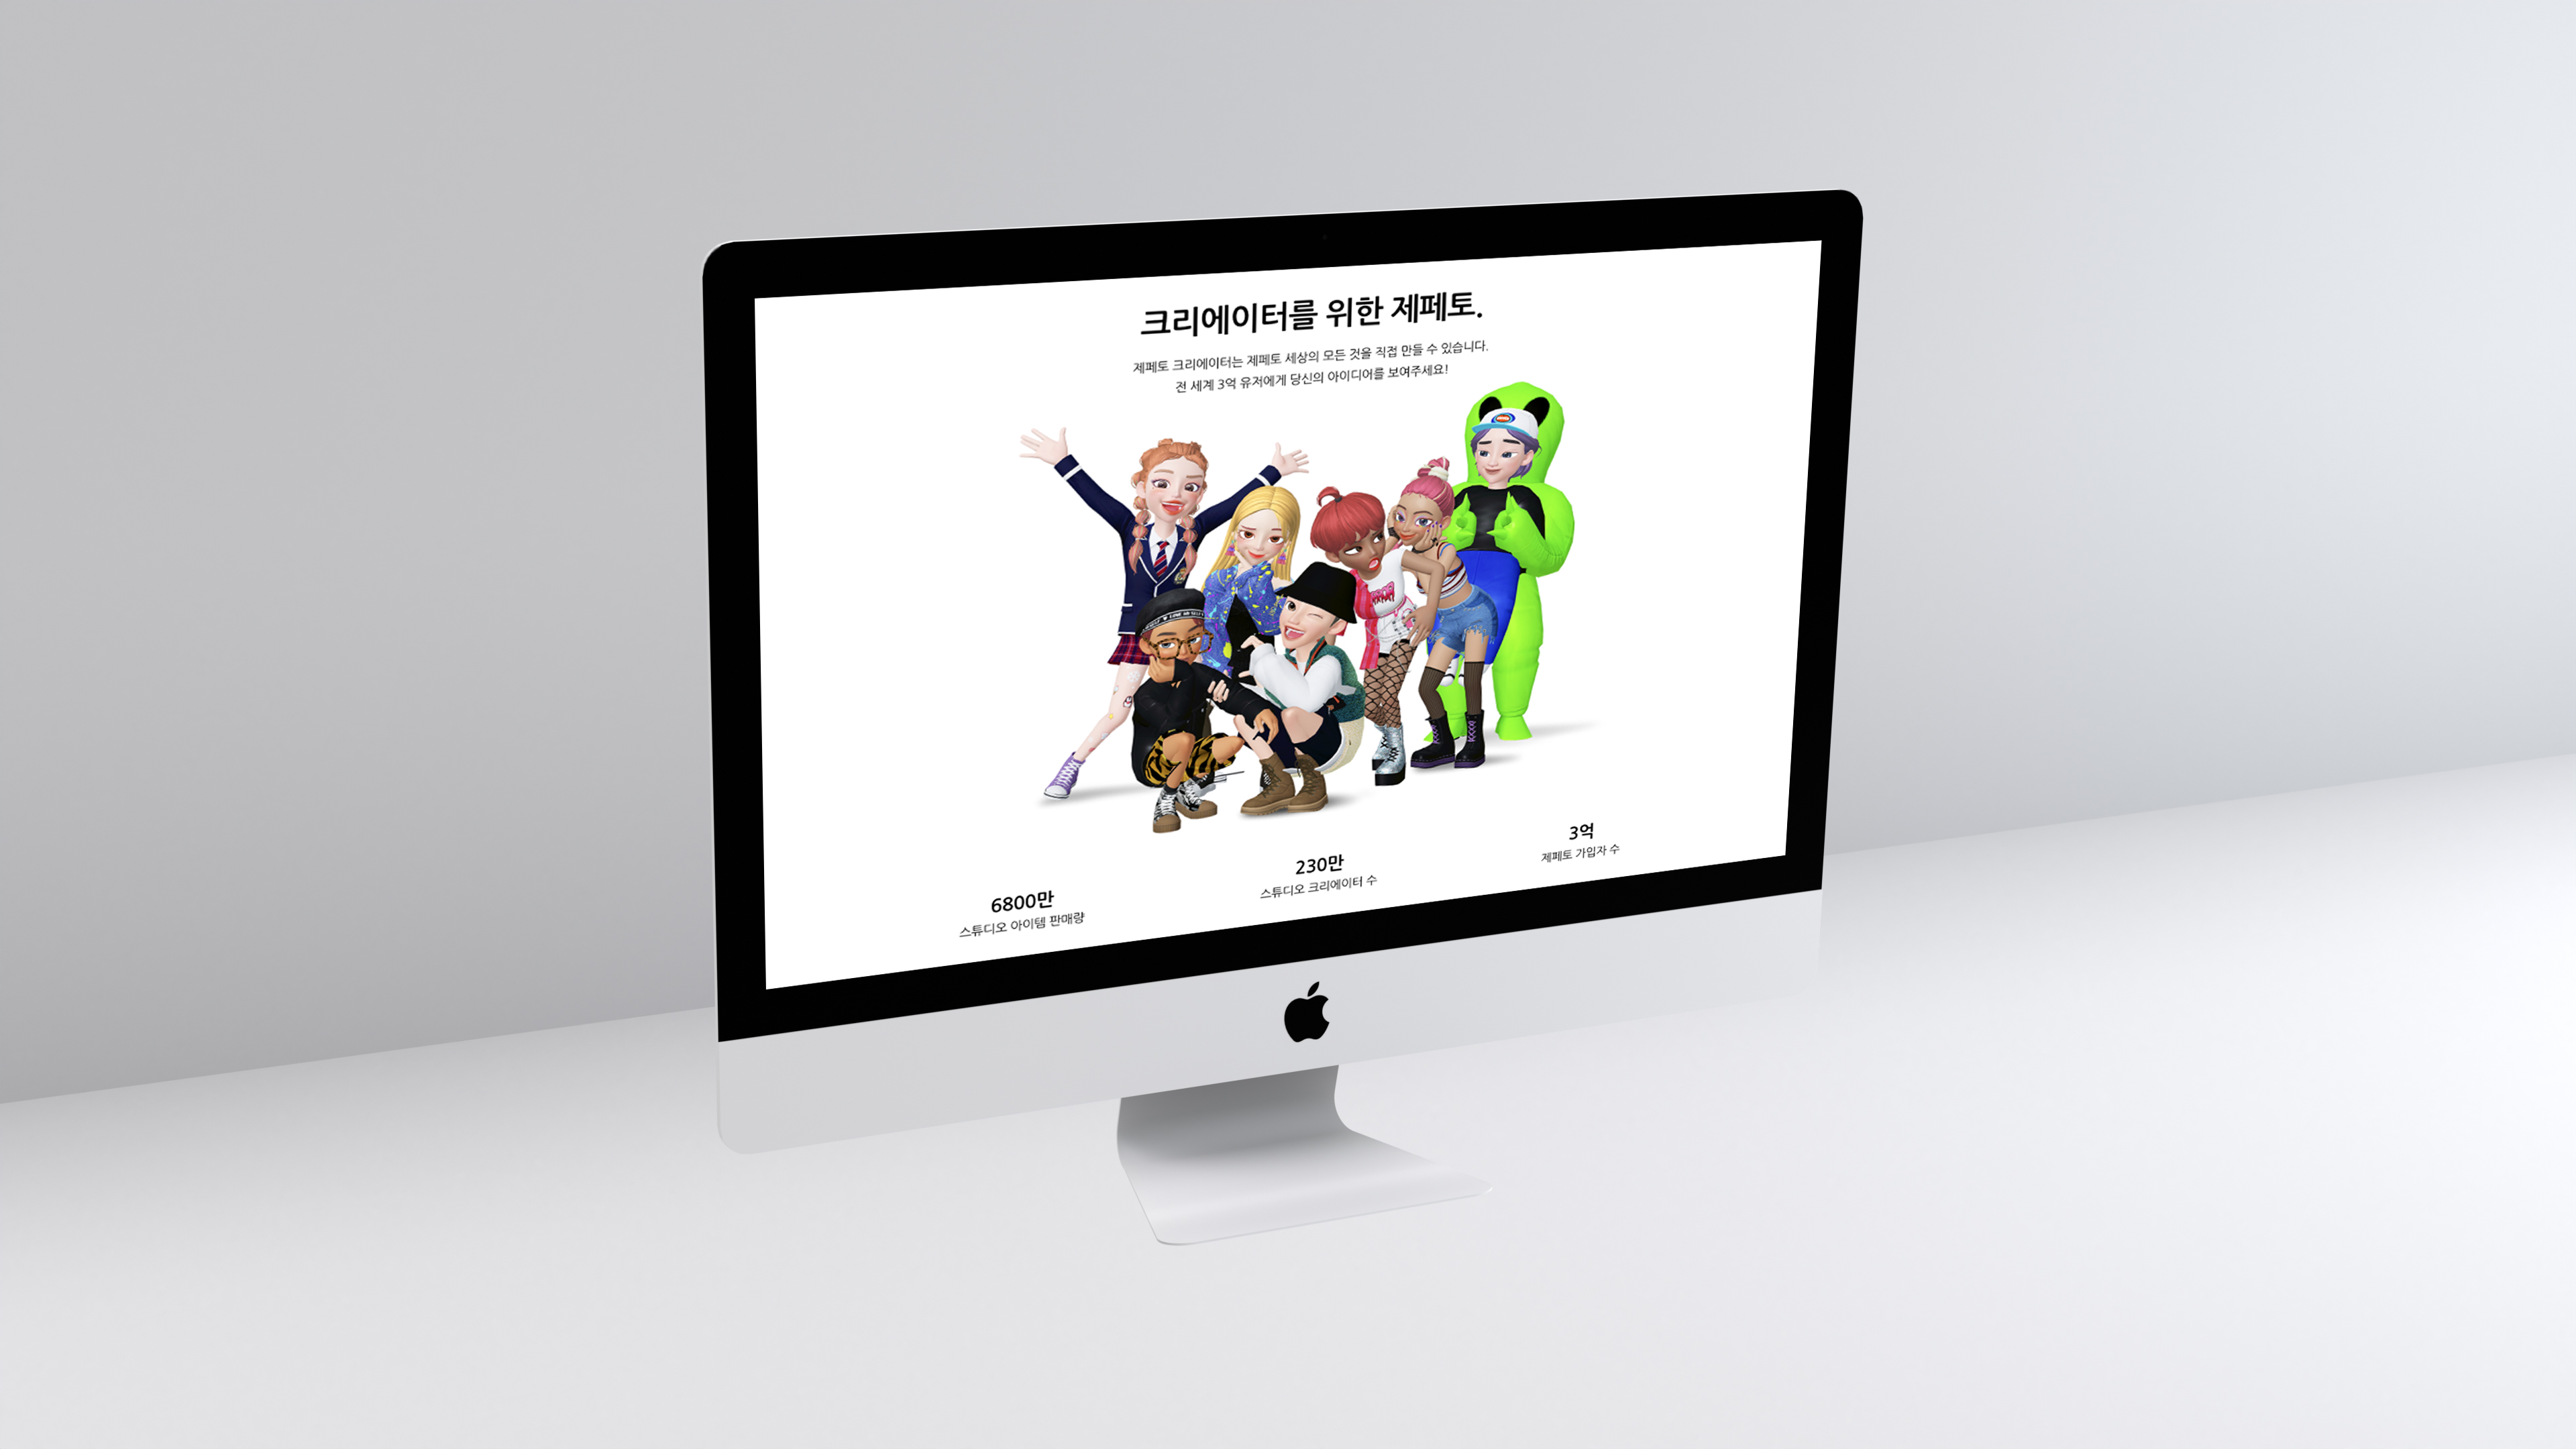 크리에이터를 위한 제페토.
제페토 크리에이터는 제페토 세상의 모든 것을 직접 만들 수 있습니다.
전 세계 3억 유저에게 당신의 아이디어를 보여주세요!
6800만
스튜디오 아이템 판매량
230만
스튜디오 크리에이터 수
3억
제페토 가입자 수